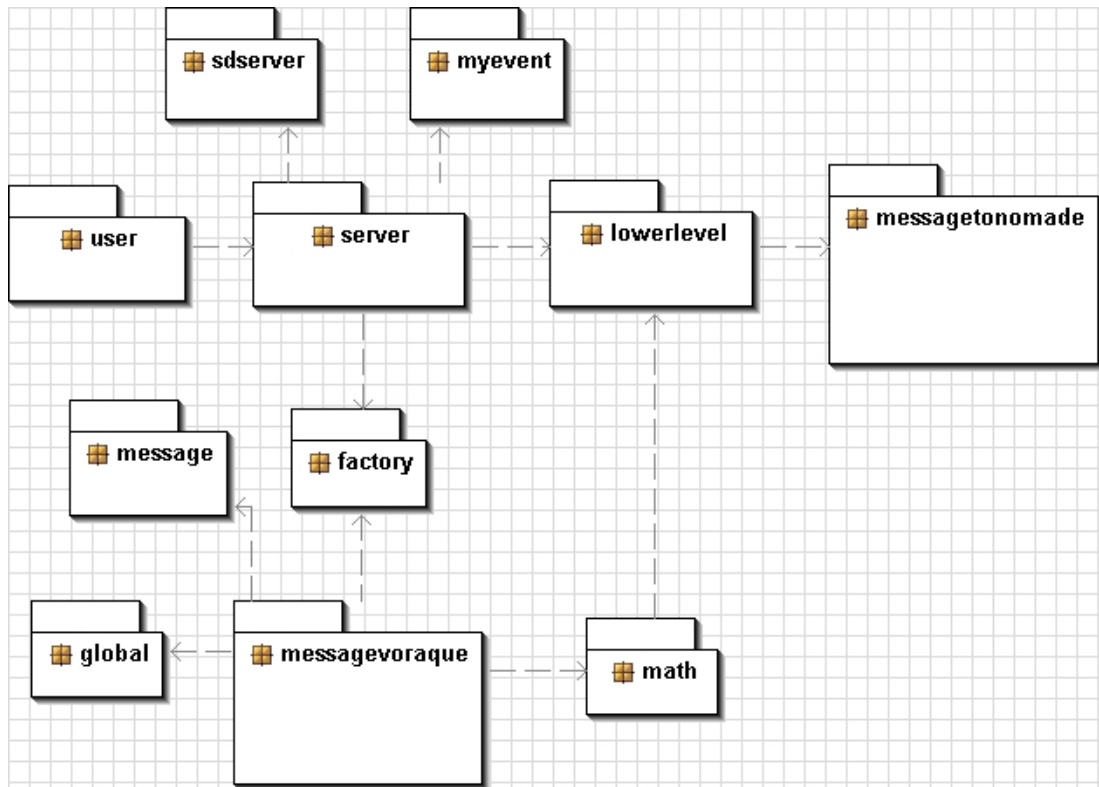 sdserver
myevent
user
server
lowerlevel
messagetonomade
message
factory
global
messagevoraque
math